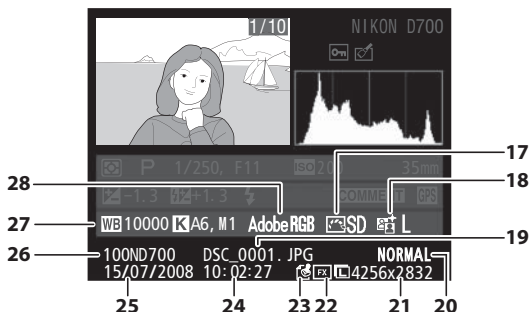 1/10 NIKON D700
P 1/250, F11 ISO 200 35mm
-1.3 +1.3 COMMENT GPS
WB 10000 K A6, M1 AdobeRGB SD L
100ND700 DSC_0001.JPG NORMAL
15/07/2008 10:02:27 FX L 4256x2832
17
18
28
27
19
26
25 24 23 22 21 20